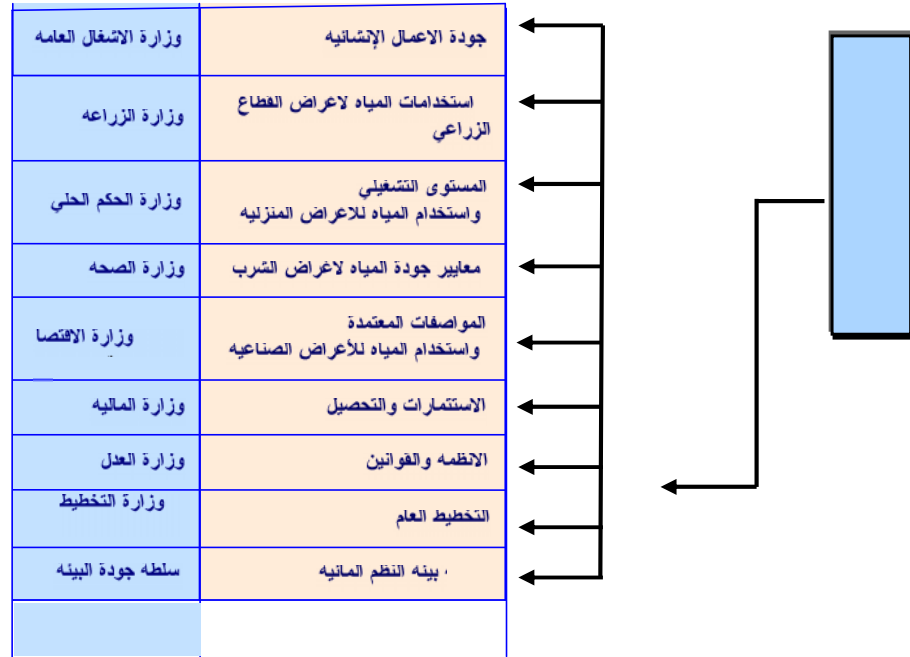 جودة الاعمال الإنشائيه
وزارة الاشغال العامه
استخدامات المياه لاغراض القطاع
الزراعي
وزارة الزراعه
المستوى التشغيلي
واستخدام المياه للاغراض المنزليه
وزارة الحكم الحلي
معايير جودة المياه لاغراض الشرب
وزارة الصحه
المواصفات المعتمدة
واستخدام المياه للأغراض الصناعيه
وزارة الاقتصا
الاستثمارات والتحصيل
وزارة الماليه
الانظمه والقوانين
وزارة العدل
التخطيط العام
وزارة التخطيط
بيئه النظم المائيه
سلطه جودة البيئه